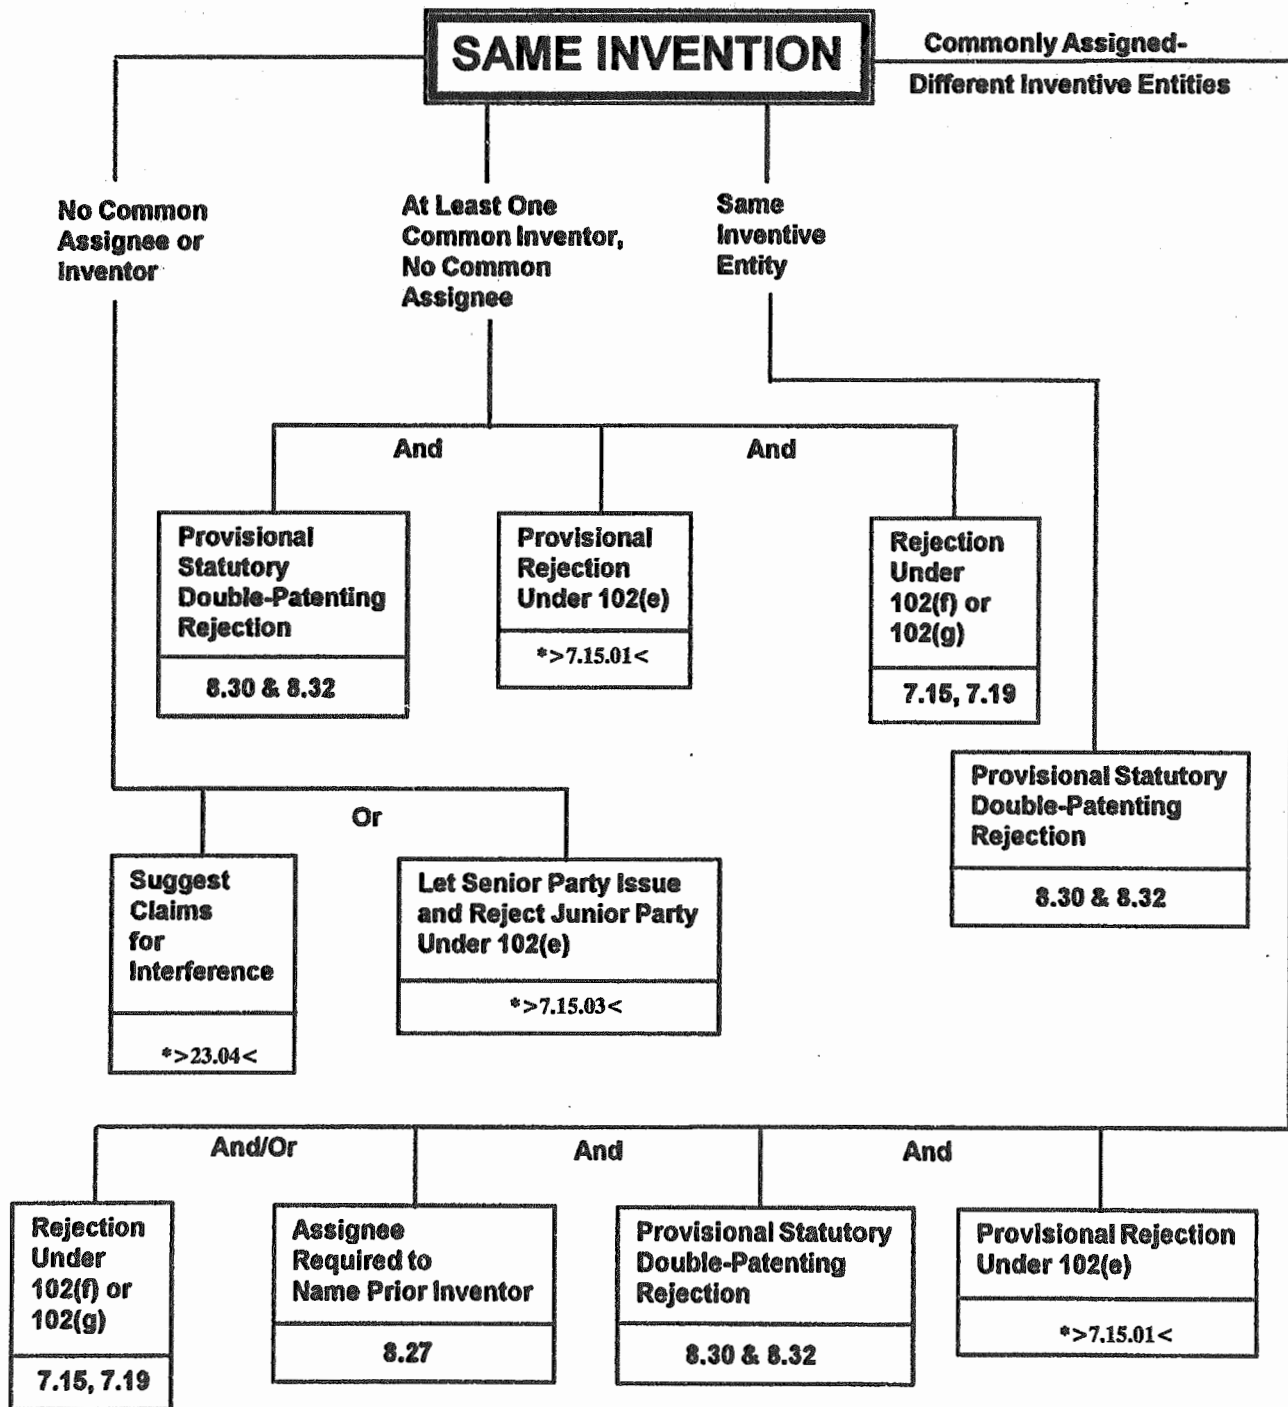 SAME INVENTION
Commonly Assigned-
Different Inventive Entities
No Common
Assignee or
Inventor
At Least One
Common Inventor,
No Common
Assignee
Same
Inventive
Entity
And
And
Provisional
Statutory
Double-Patenting
Rejection
8.30 & 8.32
Provisional
Rejection
Under 102(e)
*>7.15.01<
Rejection
Under
102(f) or
102(g)
7.15, 7.19
Provisional Statutory
Double-Patenting
Rejection
8.30 & 8.32
Or
Suggest
Claims
for
Interference
*>23.04<
Let Senior Party Issue
and Reject Junior Party
Under 102(e)
*>7.15.03<
And/Or
And
And
Rejection
Under
102(f) or
102(g)
7.15, 7.19
Assignee
Required to
Name Prior Inventor
8.27
Provisional Statutory
Double-Patenting
Rejection
8.30 & 8.32
Provisional Rejection
Under 102(e)
*>7.15.01<